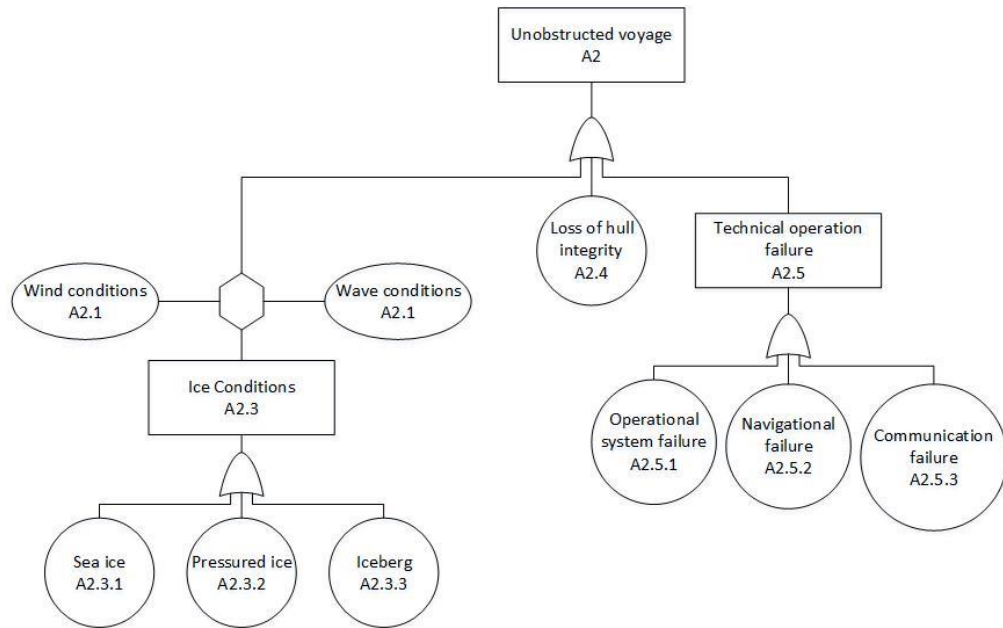 Unobstructed voyage
A2
Loss of hull
integrity
A2.4
Technical operation
failure
A2.5
Wind conditions
A2.1
Wave conditions
A2.1
Ice Conditions
A2.3
Operational
system failure
A2.5.1
Navigational
failure
A2.5.2
Communication
failure
A2.5.3
Sea ice
A2.3.1
Pressured ice
A2.3.2
Iceberg
A2.3.3